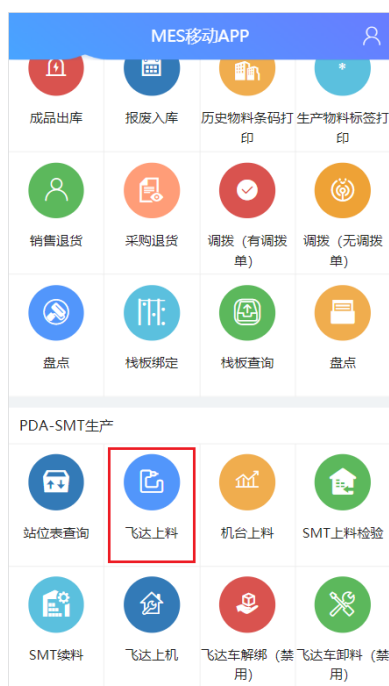 MES移动APP
成品出库
报废入库
历史物料条码打
印
生产物料标签打
印
销售退货
采购退货
调拨（有调拨
单）
调拨（无调拨
单）
盘点
栈板绑定
栈板查询
盘点
PDA-SMT生产
站位表查询
飞达上料
机台上料
SMT上料检验
SMT续料
飞达上机
飞达车解绑（禁
用）
飞达车卸料（禁
用）